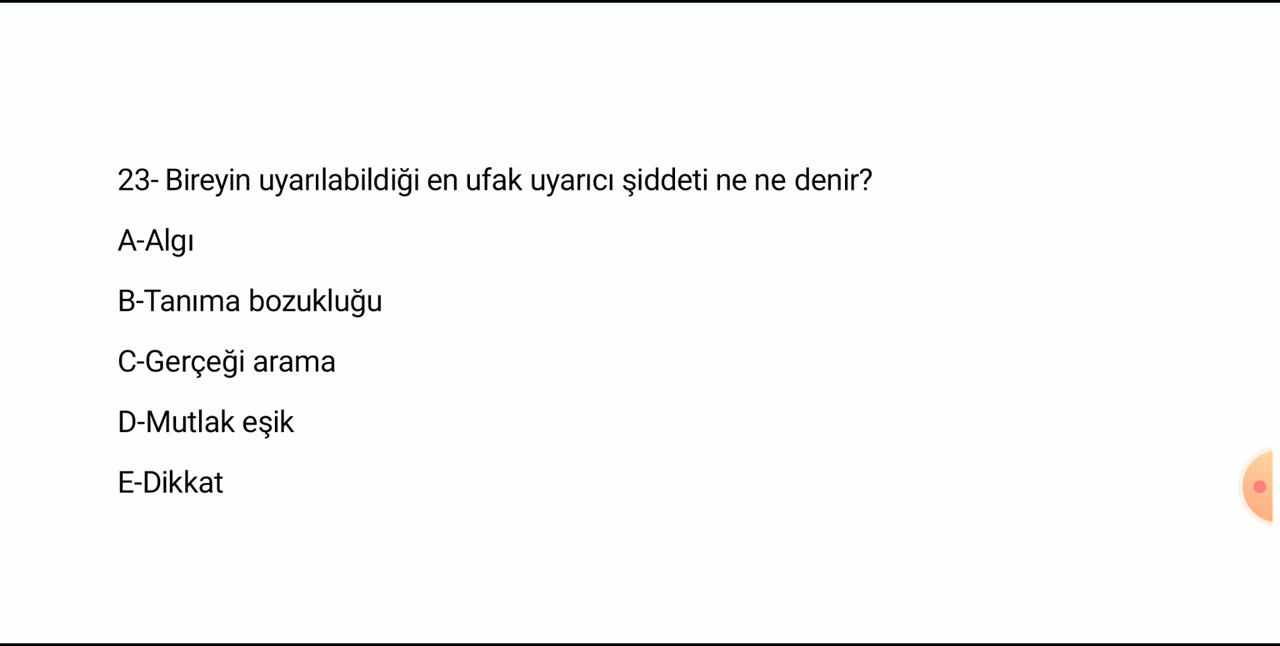 23- Bireyin uyarılabildiği en ufak uyarıcı şiddeti ne ne denir?
A-Algı
B-Tanıma bozukluğu
C-Gerçeği arama
D-Mutlak eşik
E-Dikkat